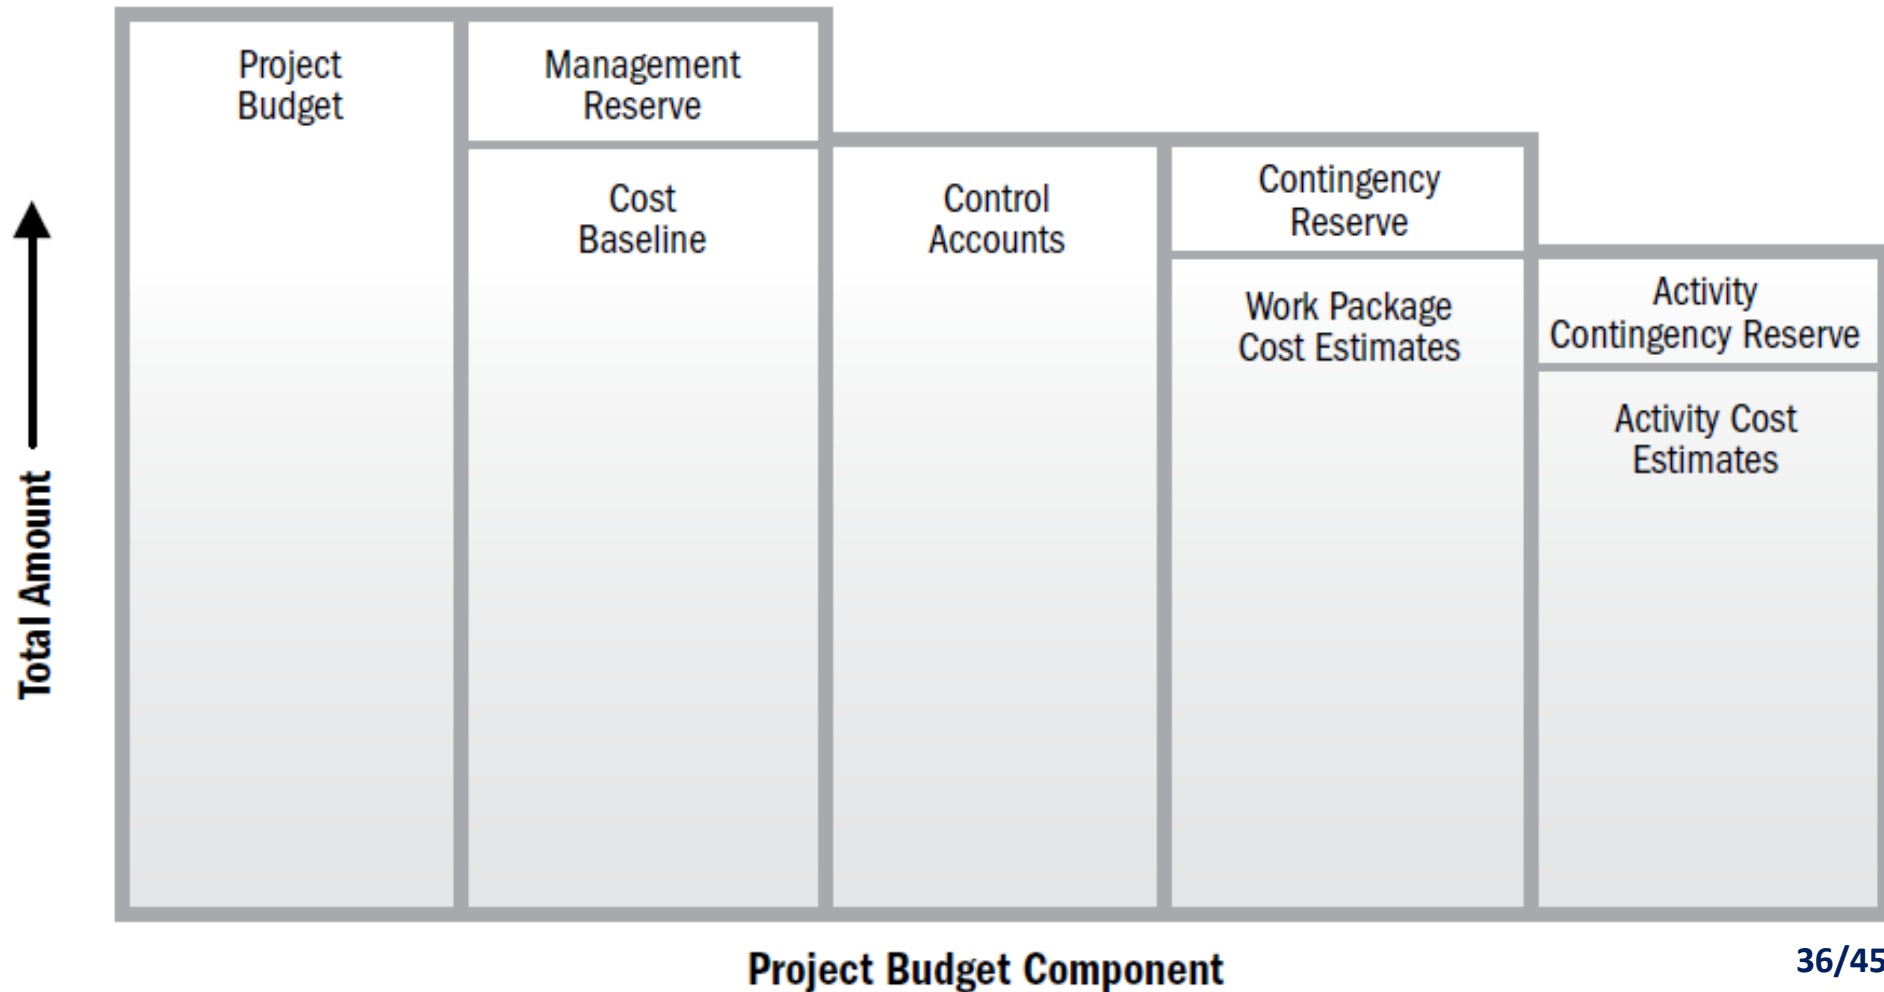 Project
Budget
Management
Reserve
Cost
Baseline
Control
Accounts
Contingency
Reserve
Work Package
Cost Estimates
Activity
Contingency Reserve
Activity Cost
Estimates
Total Amount
Project Budget Component
36/45